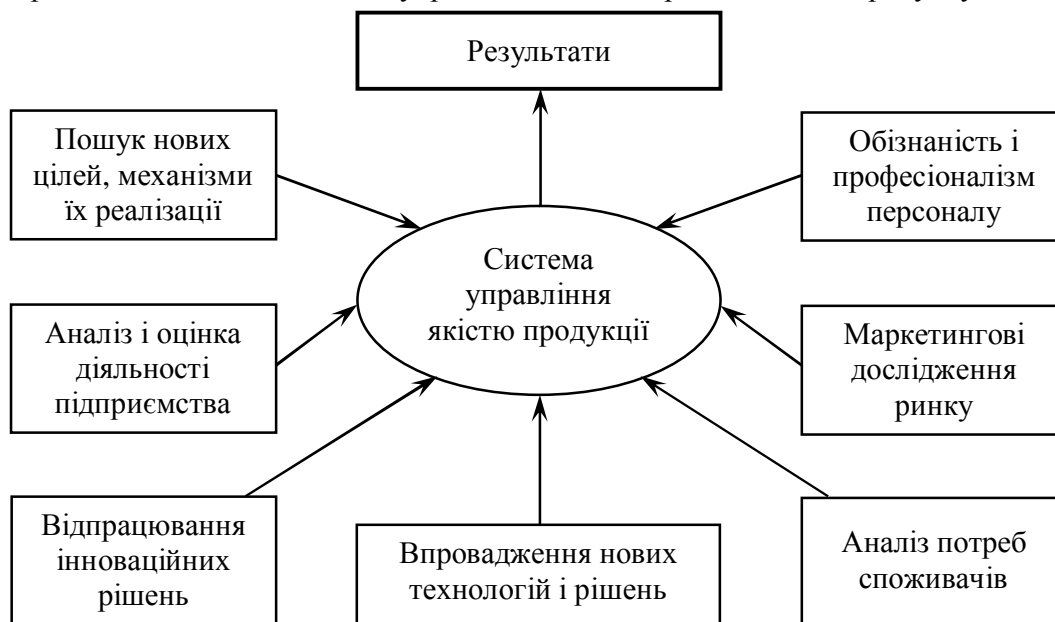 Результати
Пошук нових
цілей, механізми
їх реалізації
Обізнаність і
професіоналізм
персоналу
Система
управління
якістю продукції
Аналіз і оцінка
діяльності
підприємства
Маркетингові
дослідження
ринку
Відпрацювання
інноваційних
рішень
Впровадження нових
технологій і рішень
Аналіз потреб
споживачів